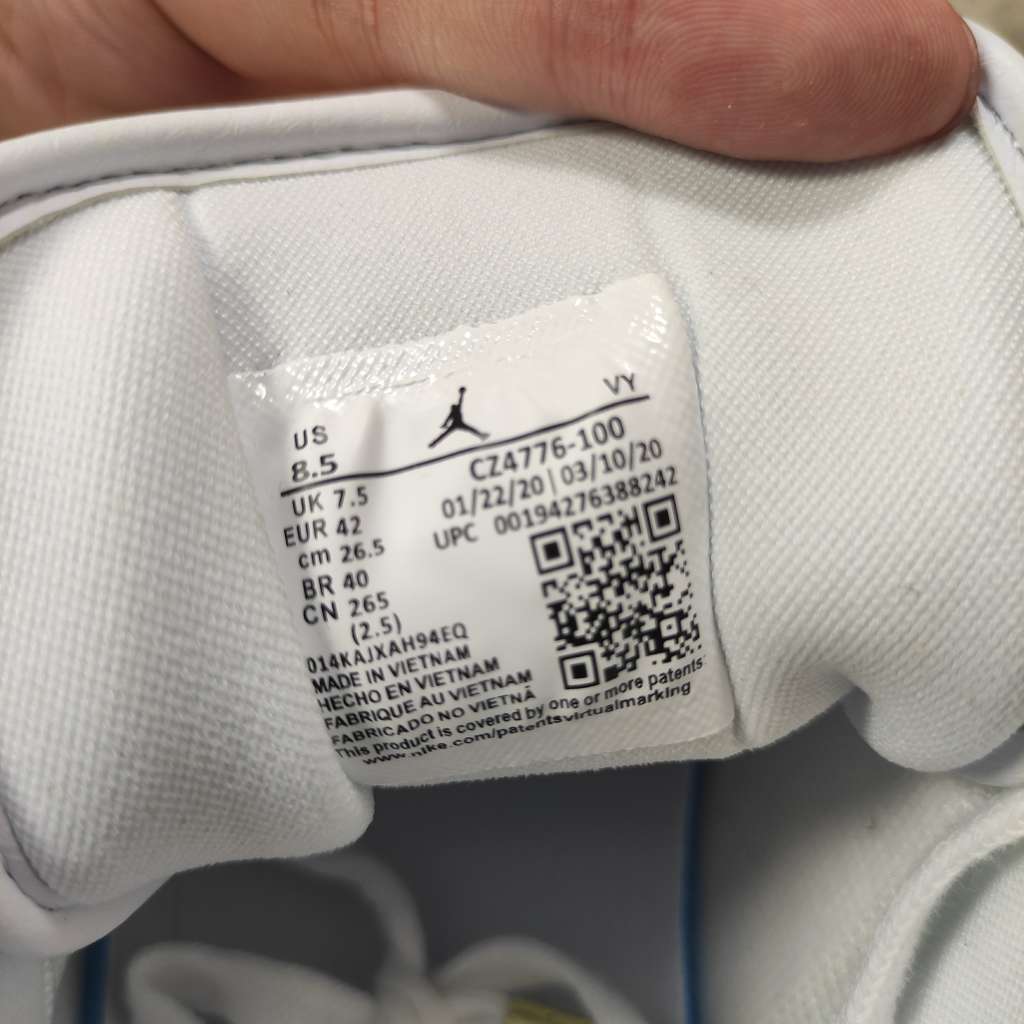 US
8.5
VY
UK 7.5
EUR 42
cm 26.5
BR 40
CN 265
(2.5)
CZ4776-100
01/22/20 | 03/10/20
UPC 00194276388242
014KAJXAH94EQ
MADE IN VIETNAM
HECHO EN VIETNAM
FABRIQUE AU VIETNAM
FABRICADO NO VIETNÃ
This product is covered by one or more patents
www.nike.com/patentsvirtualmarking